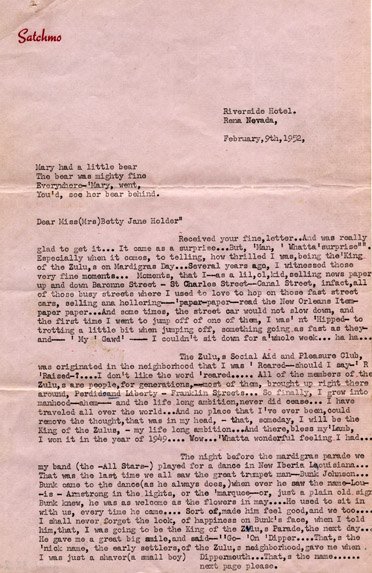 Satchmo
Riverside Hotel.
Reno Nevada,
February,9th,1952,
Mary had a little bear
The bear was mighty fine
Everywhere-'Mary, went,
You'd, see her bear behind.
Dear Miss(Mrs)Betty Jane Holder"
Received your fine,letter..And was really
glad to get it... It came as a surprise...But, 'Man, ' Whatta'surprise"".
Especially when it comes, to telling, how thrilled I was,being the'King
of the Zulu,s on Mardigras Day...Several years ago, I witnessed those
very fine moments... Moments, that I--as a lil,ol,kid,selling news paper
up and down Baronne Street - St Charles Street--Canal Street, infact,all
of those busy streets where I used to love to hop on those fast street
cars, selling and hollering---'paper-paper--read the New Orleans Item-
paper paper...And some times, the street car would not slow down, and
the first time I went to jump off of one of them, I was't 'Hipped- to
trotting a little bit when jumping off, something going,as fast as they-
and--- ' My ' Gawd' --- I couldn't sit down for a'whole week... ha ha...
The Zulu,s Social Aid and Pleasure Club,
was originated in the neighborhood that I was ' Reared--should I say-'R
'Raised-?....I don't like the word 'reared..... All of the members of the
Zulu,s are people,for generations,--most of them, brought up right there
around, Perdido and Liberty - Franklin Streets... So finally, I grew into
manhood--ahem-- and the life long ambition,never did cease... I have
traveled all over the world...And no place that I've ever been,could
remove the thought,that was in my head, - that, someday, I will be the
King of the Zulus, - my life long ambition....And there,bless my'Lamb,
I won it in the year of 1949.... Wow...'Whatta wonderful feeling I had...
The night before the mardigras parade we
my band (the -All Stars-) played for a dance in New Iberia Louisiana...
That was the last time we all saw the great trumpet man--Bunk Johnson...
Bunk came to the dance(as he always does,)when ever he saw the name-Lou-
-is - Armstrong in the lights, or the 'marquee--or, just a plain old sign
Bunk knew, he was as welcome as the flowers in may...He used to sit in
with us, every time he came.... Sort of,made him feel good,and we too...
I shall never forget the look, of happiness on Bunk's face, when I told
him,that, I was going to be the King of the Zulu,s Parade,the next day...
He gave me a great big smile,and said--''Go- 'On 'Dipper....That,s the
'nick name, the early settlers,of the Zulu,s neighborhood,gave me when
I was just a shaver(a small boy) Dippermouth...That,s the name......
next page please.